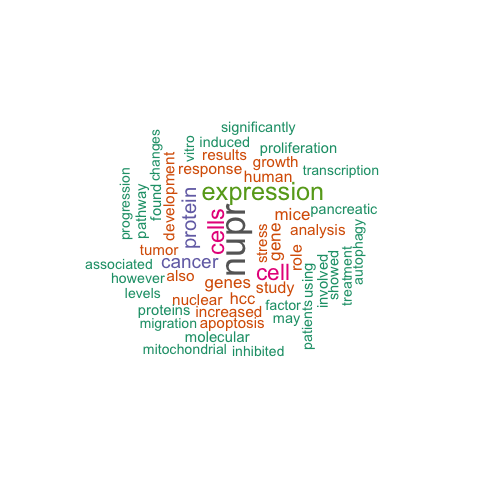 significantly
induced
proliferation
vitro
changes
found
results
growth
transcription
response
human
development
progression
pathway
expression
protein
cells
nupr
mice
pancreatic
analysis
gene
stress
role
autophagy
tumor
cancer
associated
also
cell
however
genes
study
using
involved
showed
treatment
levels
nuclear
hcc
factor
patients
proteins
increased
may
migration
apoptosis
molecular
mitochondrial
inhibited